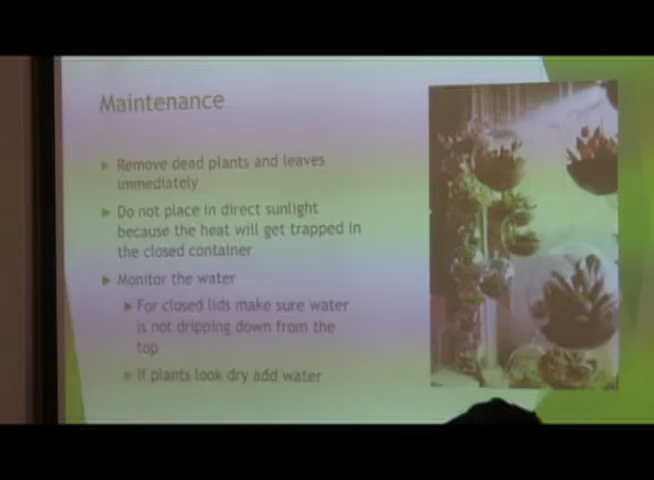 Maintenance
Remove dead plants and leaves
immediately
Do not place in direct sunlight
because the heat will get trapped in
the closed container
Monitor the water
For closed lids make sure water
is not dripping down from the
top
If plants look dry add water